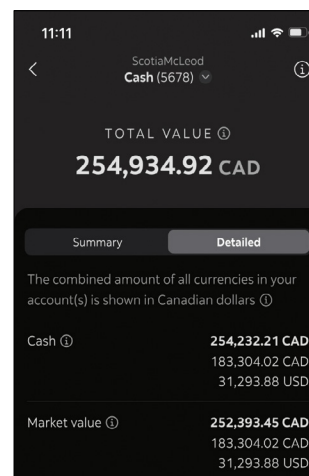 11:11
ScotiaMcLeod
Cash (5678)
TOTAL VALUE
254,934.92 CAD
Summary Detailed
The combined amount of all currencies in your
account(s) is shown in Canadian dollars
Cash 254,232.21 CAD
183,304.02 CAD
31,293.88 USD
Market value 252,393.45 CAD
183,304.02 CAD
31,293.88 USD